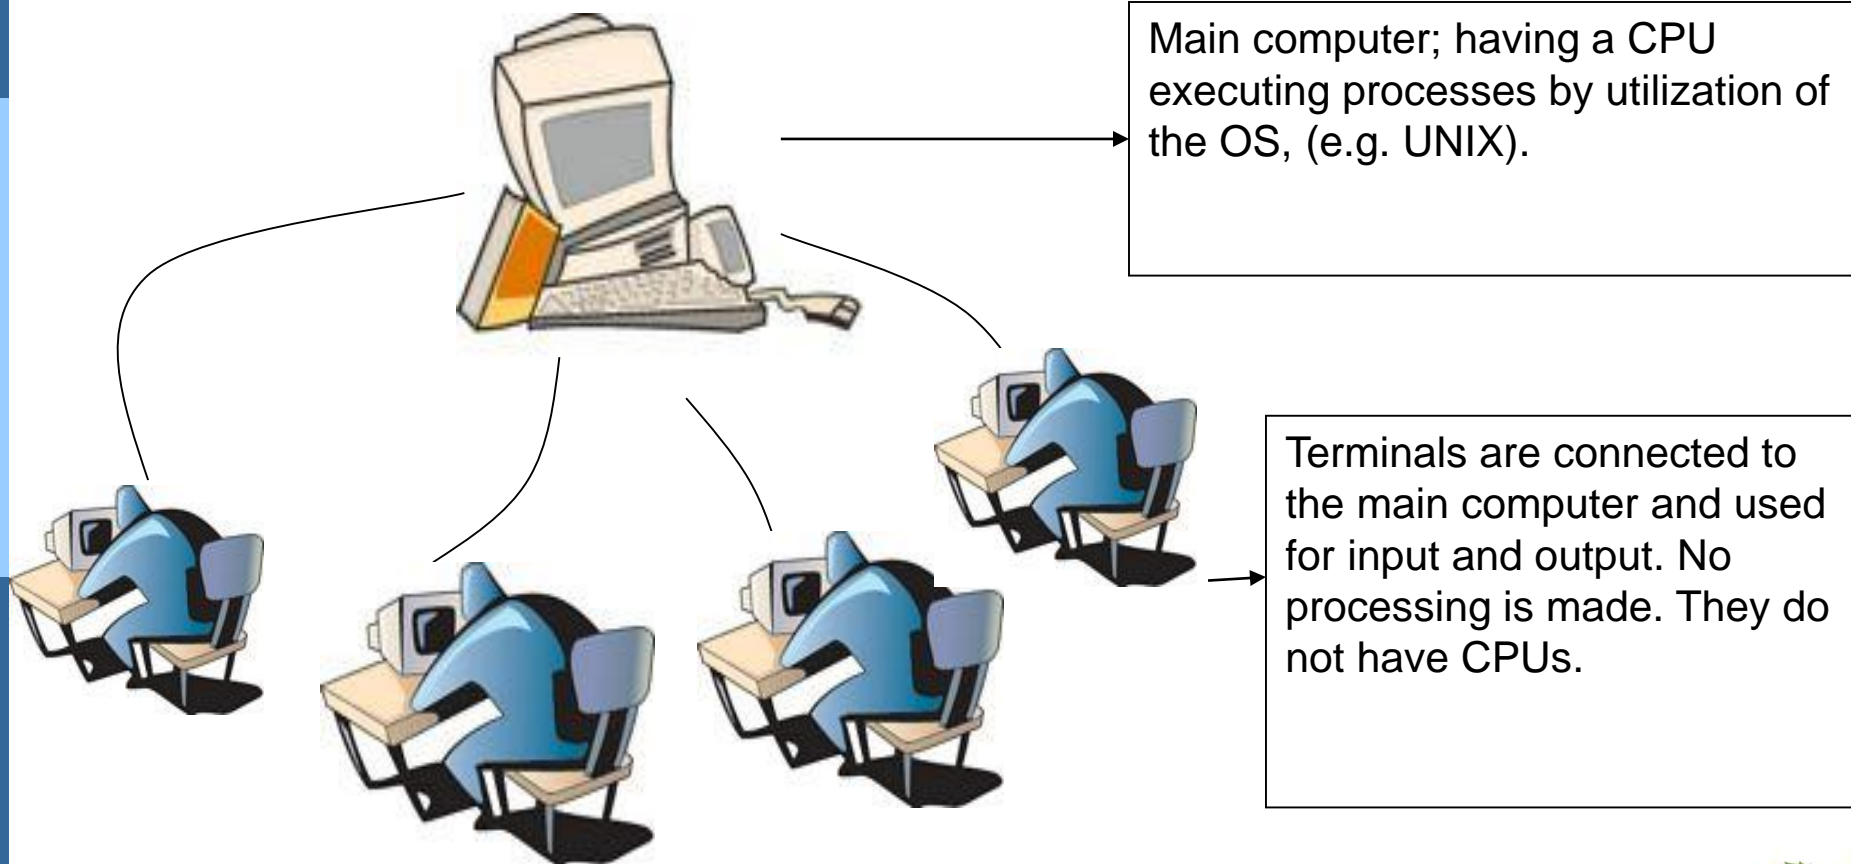 Main computer; having a CPU
executing processes by utilization of
the OS, (e.g. UNIX).
Terminals are connected to
the main computer and used
for input and output. No
processing is made. They do
not have CPUs.